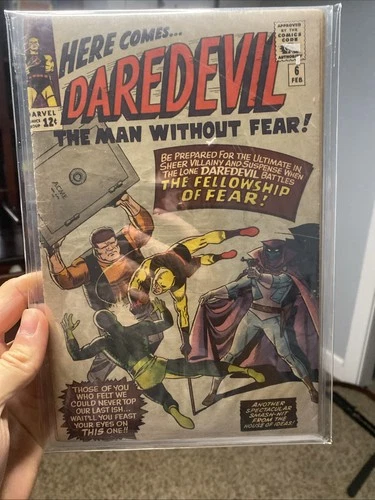 HERE COMES...
DAREDEVIL
THE MAN WITHOUT FEAR!
MARVEL
COMICS
GROUP
12¢
APPROVED
BY THE
COMICS
CODE
AUTHORITY
6
FEB
BE PREPARED FOR THE ULTIMATE IN
SHEER VILLAINY AND SUSPENSE WHEN
THE LONE DAREDEVIL BATTLES
THE FELLOWSHIP
OF FEAR!
ACME
THOSE OF YOU
WHO FELT WE
COULD NEVER TOP
OUR LAST ISH...
WAIT'LL YOU FEAST
YOUR EYES ON
THIS ONE!!
ANOTHER
SPECTACULAR
SMASH-HIT
FROM THE
HOUSE OF IDEAS!